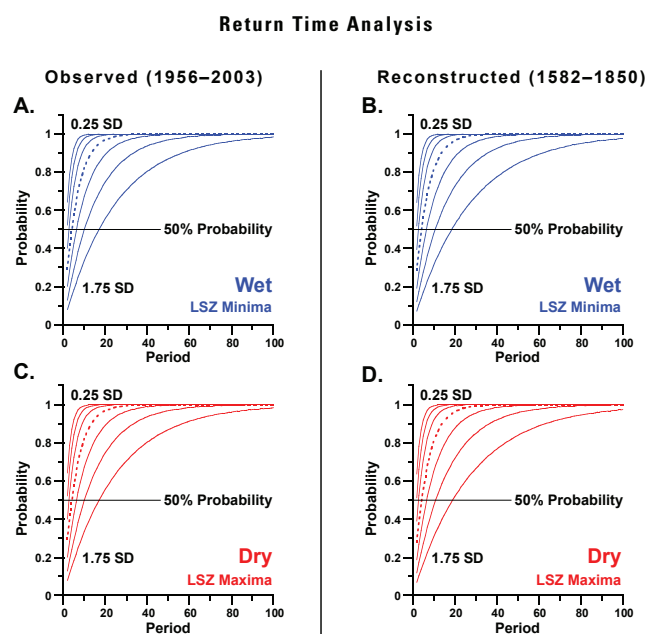 Return Time Analysis
Observed (1956–2003)
Reconstructed (1582–1850)
A.
0.25 SD
1
0.8
0.6
0.4
0.2
0
Probability
50% Probability
1.75 SD
Wet
LSZ Minima
0 20 40 60 80 100
Period
B.
0.25 SD
1
0.8
0.6
0.4
0.2
0
Probability
50% Probability
1.75 SD
Wet
LSZ Minima
0 20 40 60 80 100
Period
C.
0.25 SD
1
0.8
0.6
0.4
0.2
0
Probability
50% Probability
1.75 SD
Dry
LSZ Maxima
0 20 40 60 80 100
Period
D.
0.25 SD
1
0.8
0.6
0.4
0.2
0
Probability
50% Probability
1.75 SD
Dry
LSZ Maxima
0 20 40 60 80 100
Period